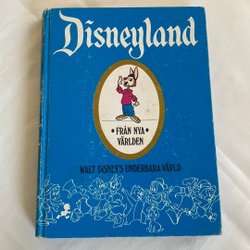 Disneyland
• FRÅN NYA •
VÄRLDEN
WALT DISNEY'S UNDERBARA VÄRLD